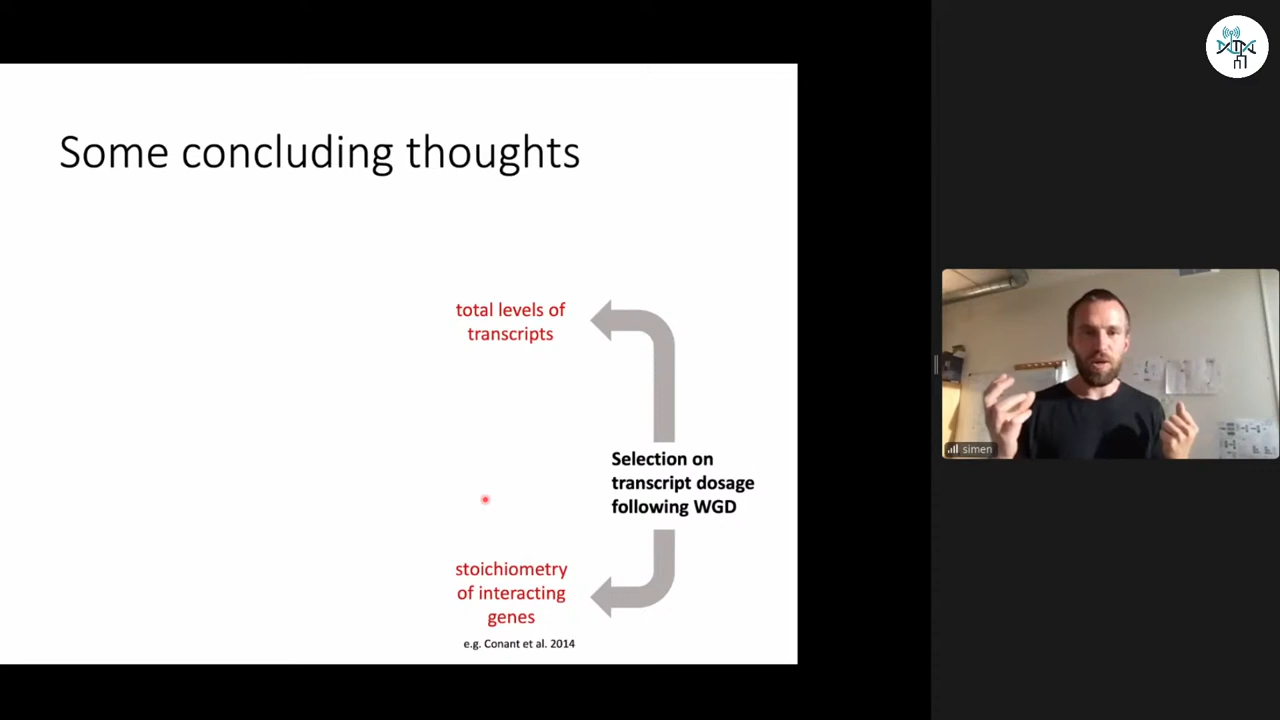 Some concluding thoughts
total levels of
transcripts
Selection on
transcript dosage
following WGD
stoichiometry
of interacting
genes
e.g. Conant et al. 2014
simen